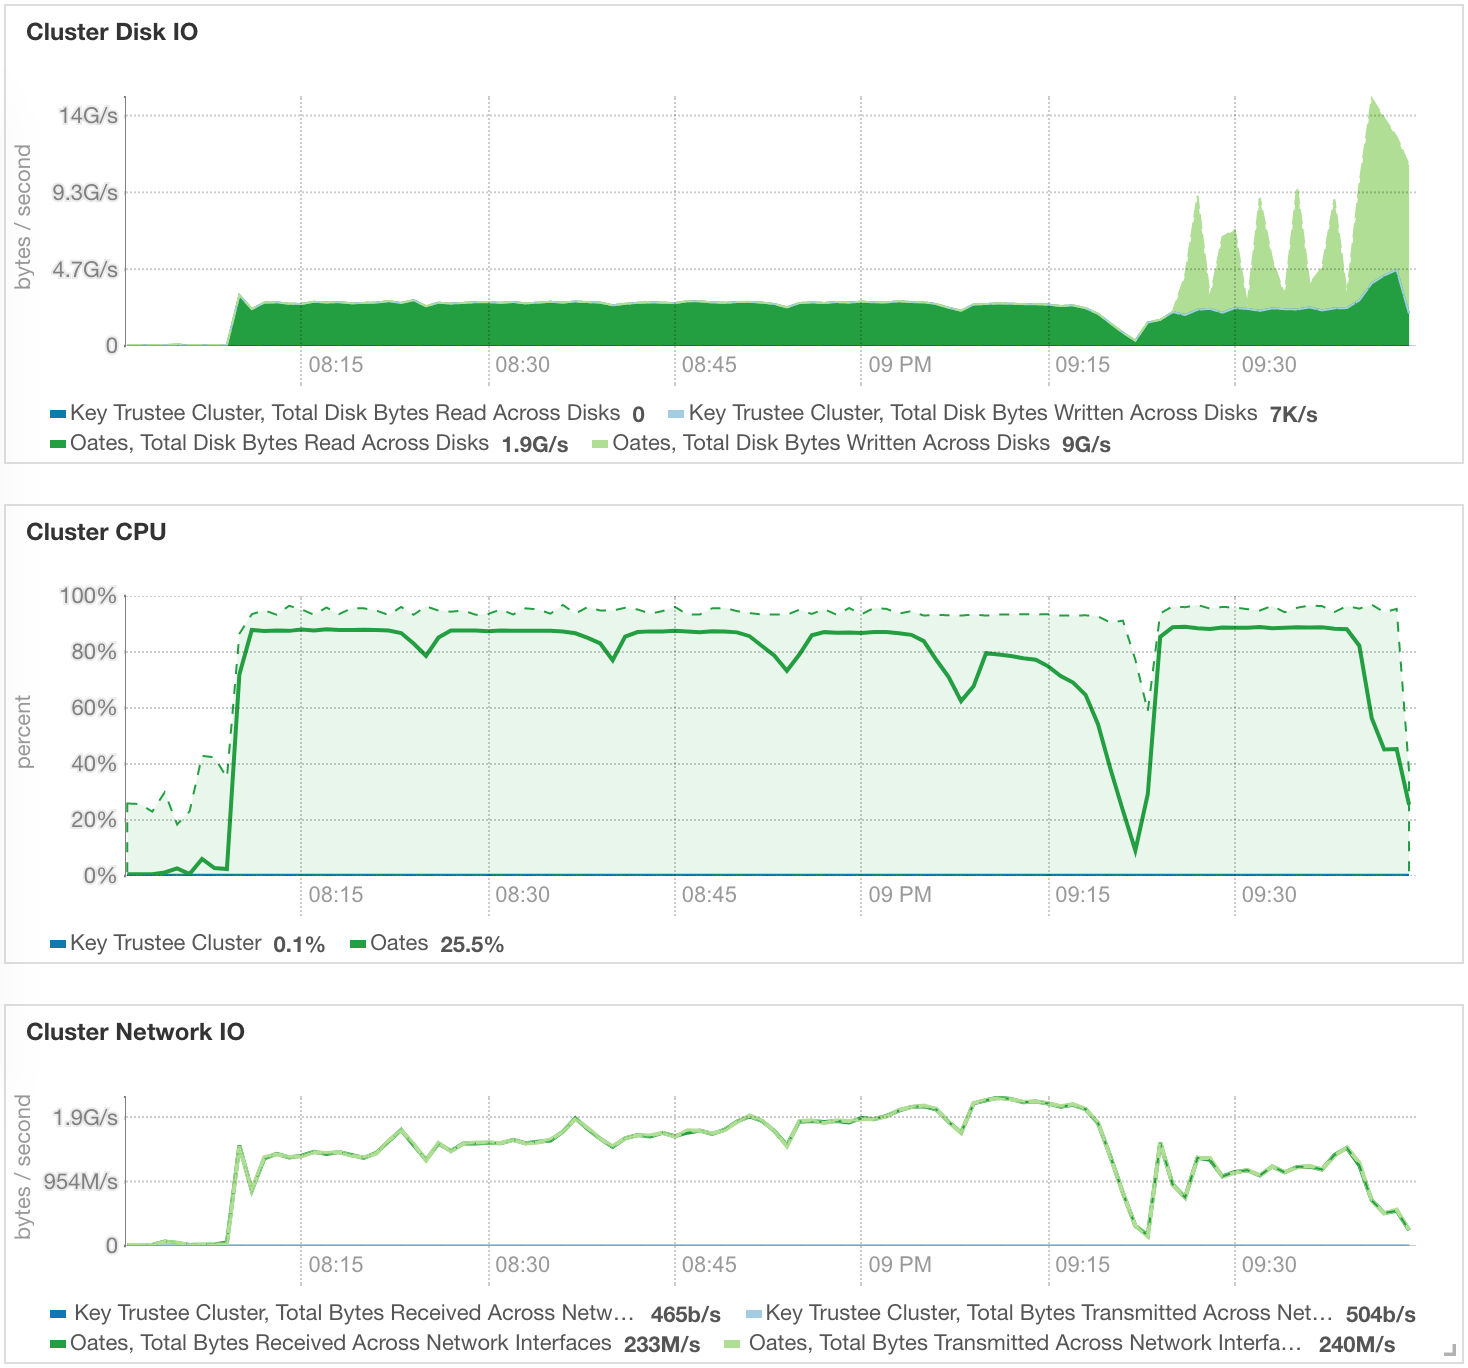 Cluster Disk IO
bytes / second
14G/s
9.3G/s
4.7G/s
0
08:15 08:30 08:45 09 PM 09:15 09:30
Key Trustee Cluster, Total Disk Bytes Read Across Disks 0 Key Trustee Cluster, Total Disk Bytes Written Across Disks 7K/s
Oates, Total Disk Bytes Read Across Disks 1.9G/s Oates, Total Disk Bytes Written Across Disks 9G/s
Cluster CPU
percent
100%
80%
60%
40%
20%
0%
08:15 08:30 08:45 09 PM 09:15 09:30
Key Trustee Cluster 0.1% Oates 25.5%
Cluster Network IO
bytes / second
1.9G/s
954M/s
0
08:15 08:30 08:45 09 PM 09:15 09:30
Key Trustee Cluster, Total Bytes Received Across Netw... 465b/s Key Trustee Cluster, Total Bytes Transmitted Across Net... 504b/s
Oates, Total Bytes Received Across Network Interfaces 233M/s Oates, Total Bytes Transmitted Across Network Interfa... 240M/s